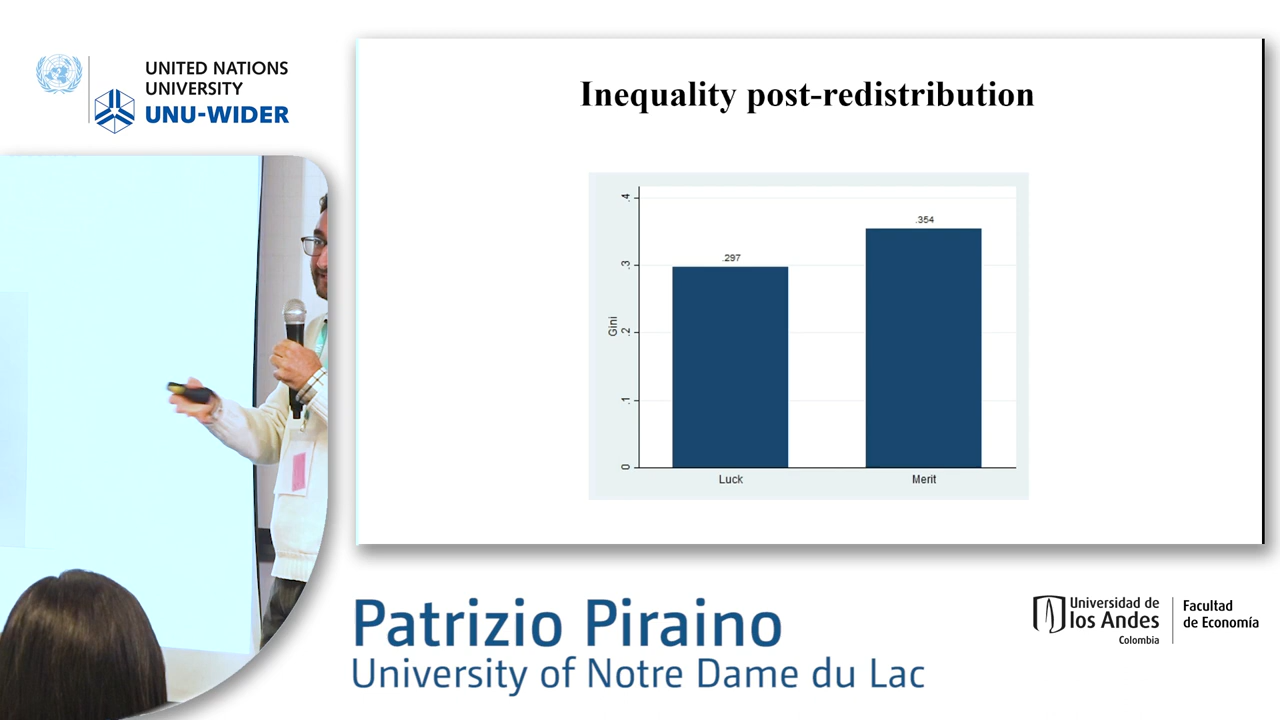 UNITED NATIONS
UNIVERSITY
UNU-WIDER
Inequality post-redistribution
.4
.3
.2
.1
0
Gini
.297
.354
Luck
Merit
Patrizio Piraino
University of Notre Dame du Lac
Universidad de
los Andes
Colombia
Facultad
de Economía